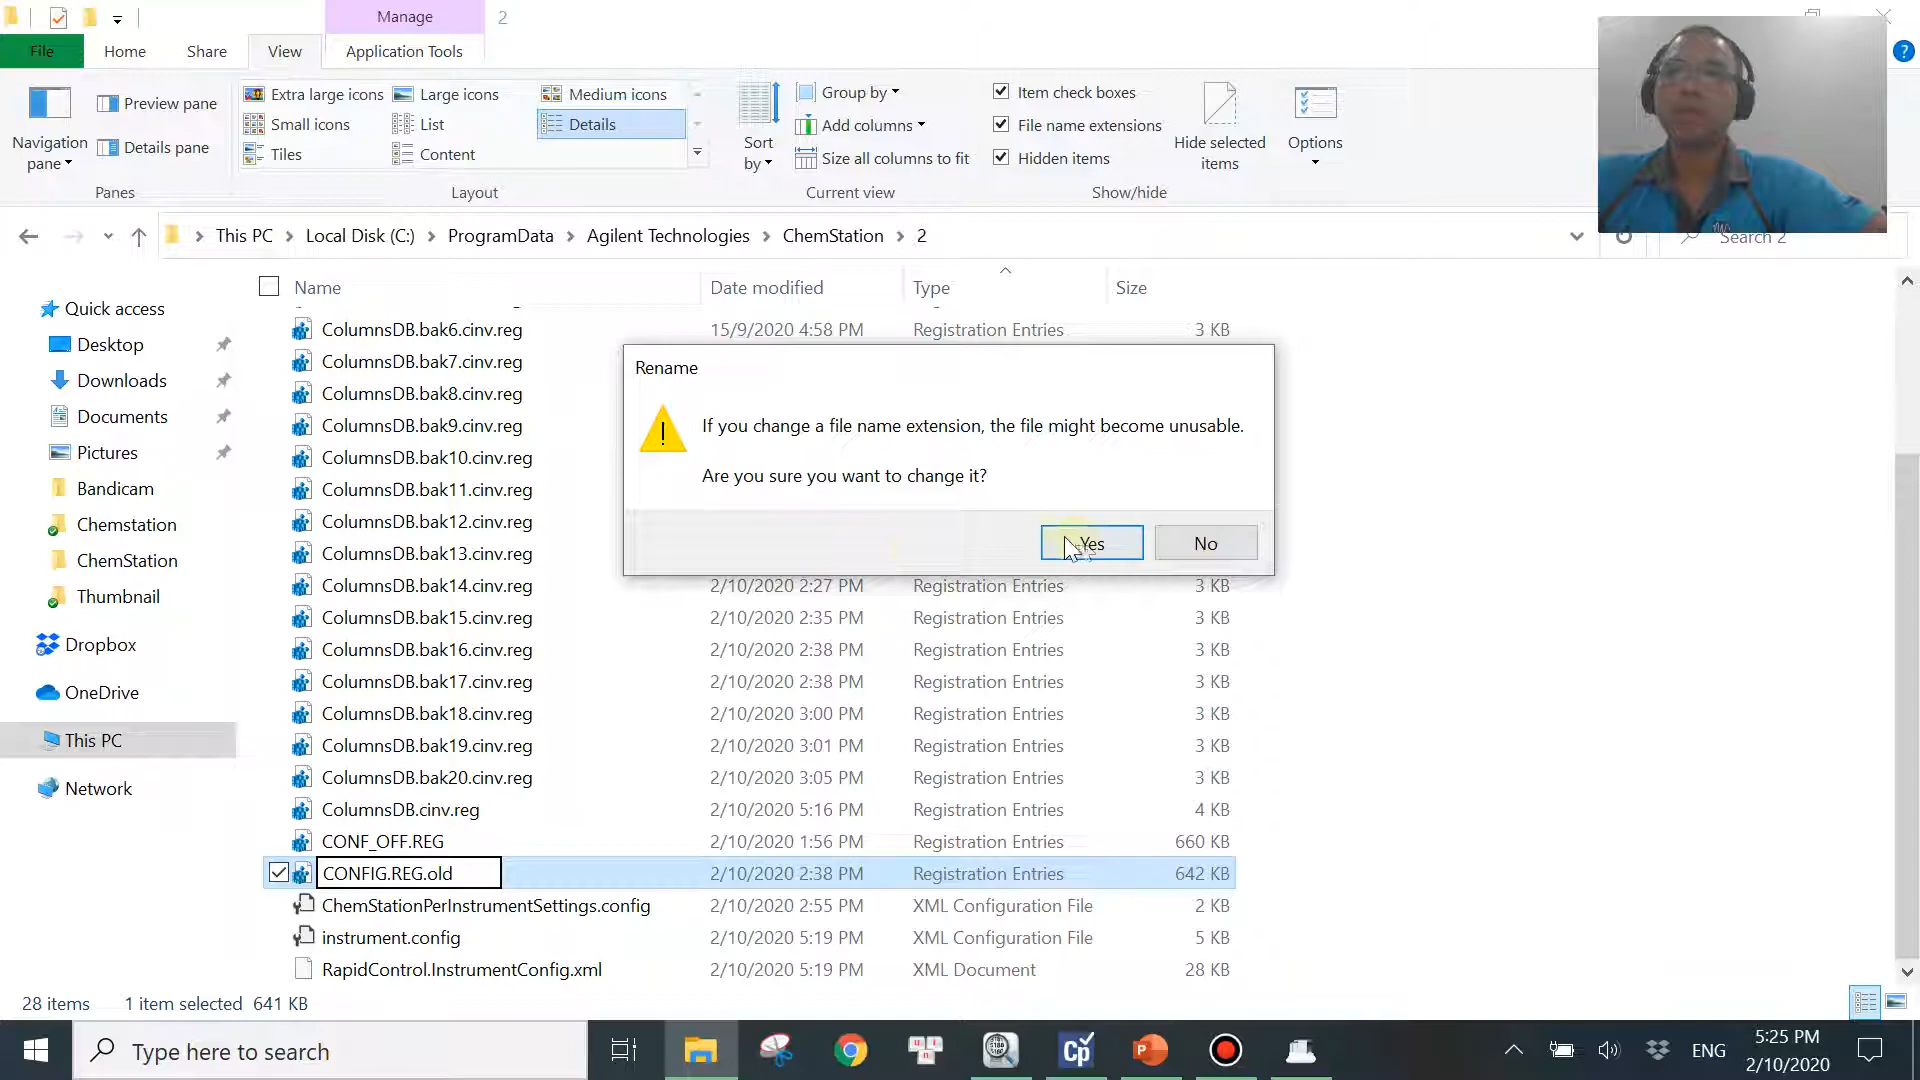 Manage
2
File
Home
Share
View
Application Tools
Navigation pane
Preview pane
Details pane
Panes
Extra large icons
Large icons
Medium icons
Small icons
List
Details
Tiles
Content
Layout
Sort by
Group by
Add columns
Size all columns to fit
Current view
Item check boxes
File name extensions
Hidden items
Hide selected items
Show/hide
Options
This PC
Local Disk (C:)
ProgramData
Agilent Technologies
ChemStation
2
Search 2
Quick access
Desktop
Downloads
Documents
Pictures
Bandicam
Chemstation
ChemStation
Thumbnail
Dropbox
OneDrive
This PC
Network
Name Date modified Type Size
ColumnsDB.bak6.cinv.reg 15/9/2020 4:58 PM Registration Entries 3 KB
ColumnsDB.bak7.cinv.reg
ColumnsDB.bak8.cinv.reg
ColumnsDB.bak9.cinv.reg
ColumnsDB.bak10.cinv.reg
ColumnsDB.bak11.cinv.reg
ColumnsDB.bak12.cinv.reg
ColumnsDB.bak13.cinv.reg
ColumnsDB.bak14.cinv.reg 2/10/2020 2:27 PM Registration Entries 3 KB
ColumnsDB.bak15.cinv.reg 2/10/2020 2:35 PM Registration Entries 3 KB
ColumnsDB.bak16.cinv.reg 2/10/2020 2:38 PM Registration Entries 3 KB
ColumnsDB.bak17.cinv.reg 2/10/2020 2:38 PM Registration Entries 3 KB
ColumnsDB.bak18.cinv.reg 2/10/2020 3:00 PM Registration Entries 3 KB
ColumnsDB.bak19.cinv.reg 2/10/2020 3:01 PM Registration Entries 3 KB
ColumnsDB.bak20.cinv.reg 2/10/2020 3:05 PM Registration Entries 3 KB
ColumnsDB.cinv.reg 2/10/2020 5:16 PM Registration Entries 4 KB
CONF_OFF.REG 2/10/2020 1:56 PM Registration Entries 660 KB
CONFIG.REG.old 2/10/2020 2:38 PM Registration Entries 642 KB
ChemStationPerInstrumentSettings.config 2/10/2020 2:55 PM XML Configuration File 2 KB
instrument.config 2/10/2020 5:19 PM XML Configuration File 5 KB
RapidControl.InstrumentConfig.xml 2/10/2020 5:19 PM XML Document 28 KB
Rename
If you change a file name extension, the file might become unusable.
Are you sure you want to change it?
Yes
No
28 items 1 item selected 641 KB
Type here to search
Cp
P
ENG
5:25 PM
2/10/2020